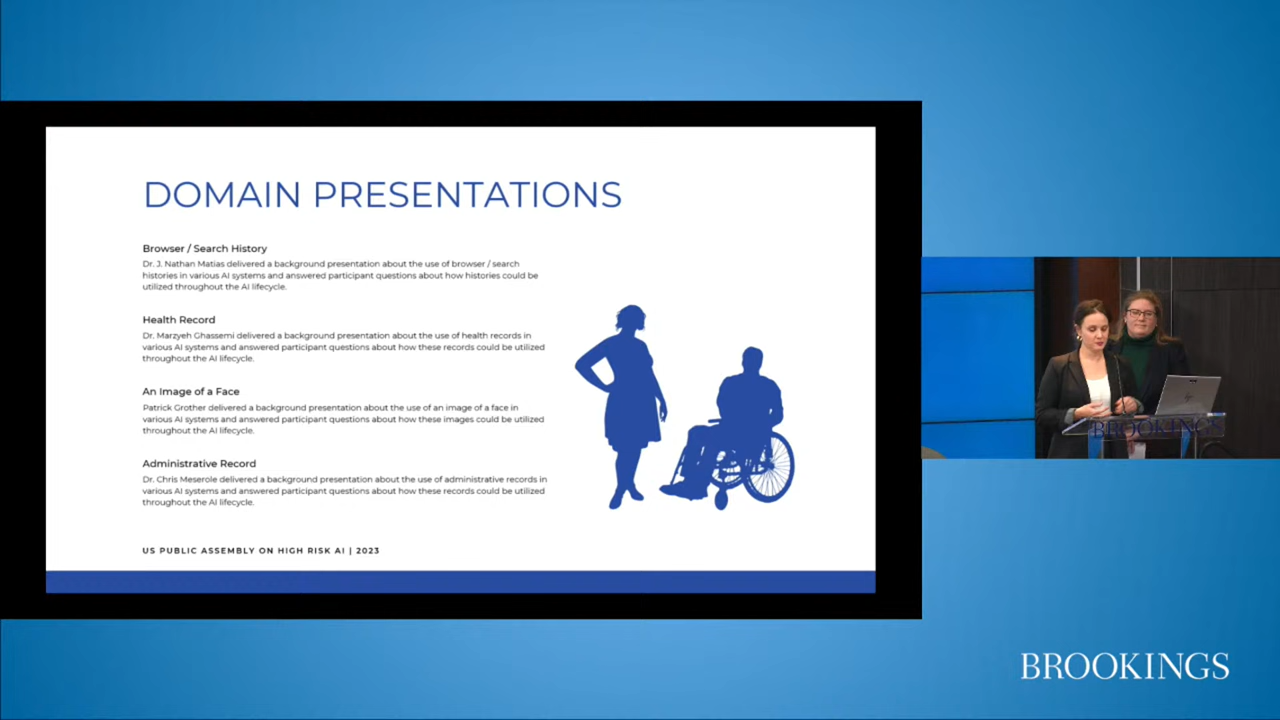 DOMAIN PRESENTATIONS
Browser / Search History
Dr. J. Nathan Matias delivered a background presentation about the use of browser / search
histories in various AI systems and answered participant questions about how histories could be
utilized throughout the AI lifecycle.
Health Record
Dr. Marzyeh Ghassemi delivered a background presentation about the use of health records in
various AI systems and answered participant questions about how these records could be utilized
throughout the AI lifecycle.
An Image of a Face
Patrick Grother delivered a background presentation about the use of an image of a face in
various AI systems and answered participant questions about how these images could be utilized
throughout the AI lifecycle.
Administrative Record
Dr. Chris Meserole delivered a background presentation about the use of administrative records in
various AI systems and answered participant questions about how these records could be utilized
throughout the AI lifecycle.
US PUBLIC ASSEMBLY ON HIGH RISK AI | 2023
BROOKINGS
BROOKINGS